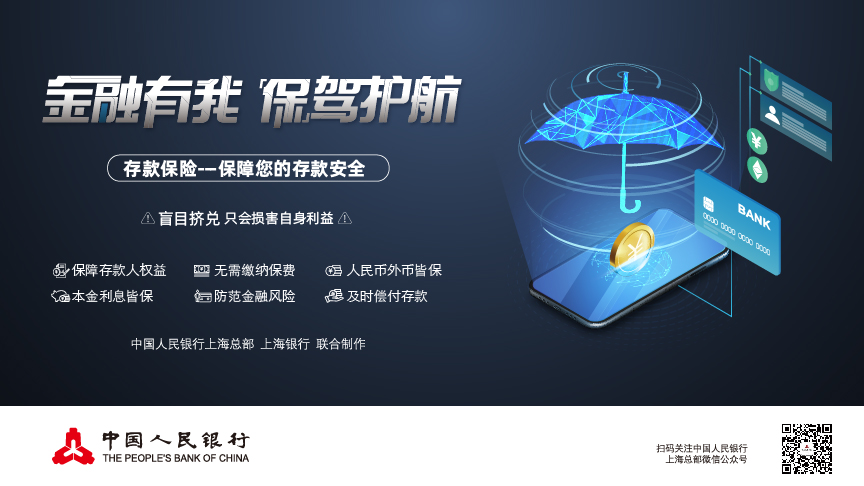 金融有我 保驾护航
存款保险--保障您的存款安全
盲目挤兑 只会损害自身利益
保障存款人权益 无需缴纳保费 人民币外币皆保
本金利息皆保 防范金融风险 及时偿付存款
中国人民银行上海总部 上海银行 联合制作
¥
¥
BANK
0000 0000 0000 0000
中国人民银行
THE PEOPLE'S BANK OF CHINA
扫码关注中国人民银行
上海总部微信公众号